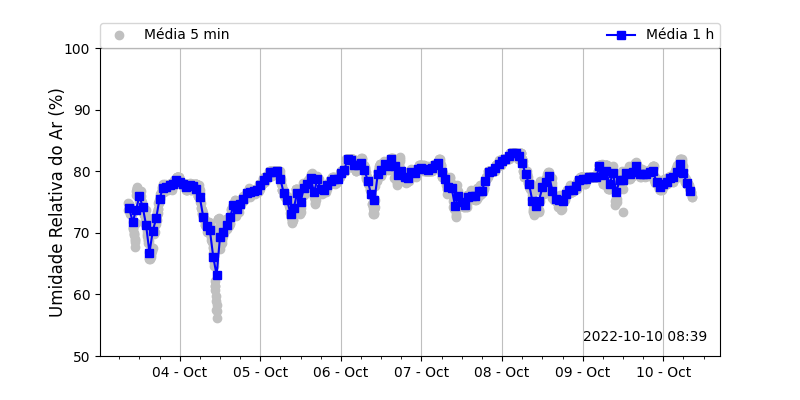 Média 5 min
Média 1 h
Umidade Relativa do Ar (%)
100
90
80
70
60
50
2022-10-10 08:39
04 - Oct
05 - Oct
06 - Oct
07 - Oct
08 - Oct
09 - Oct
10 - Oct